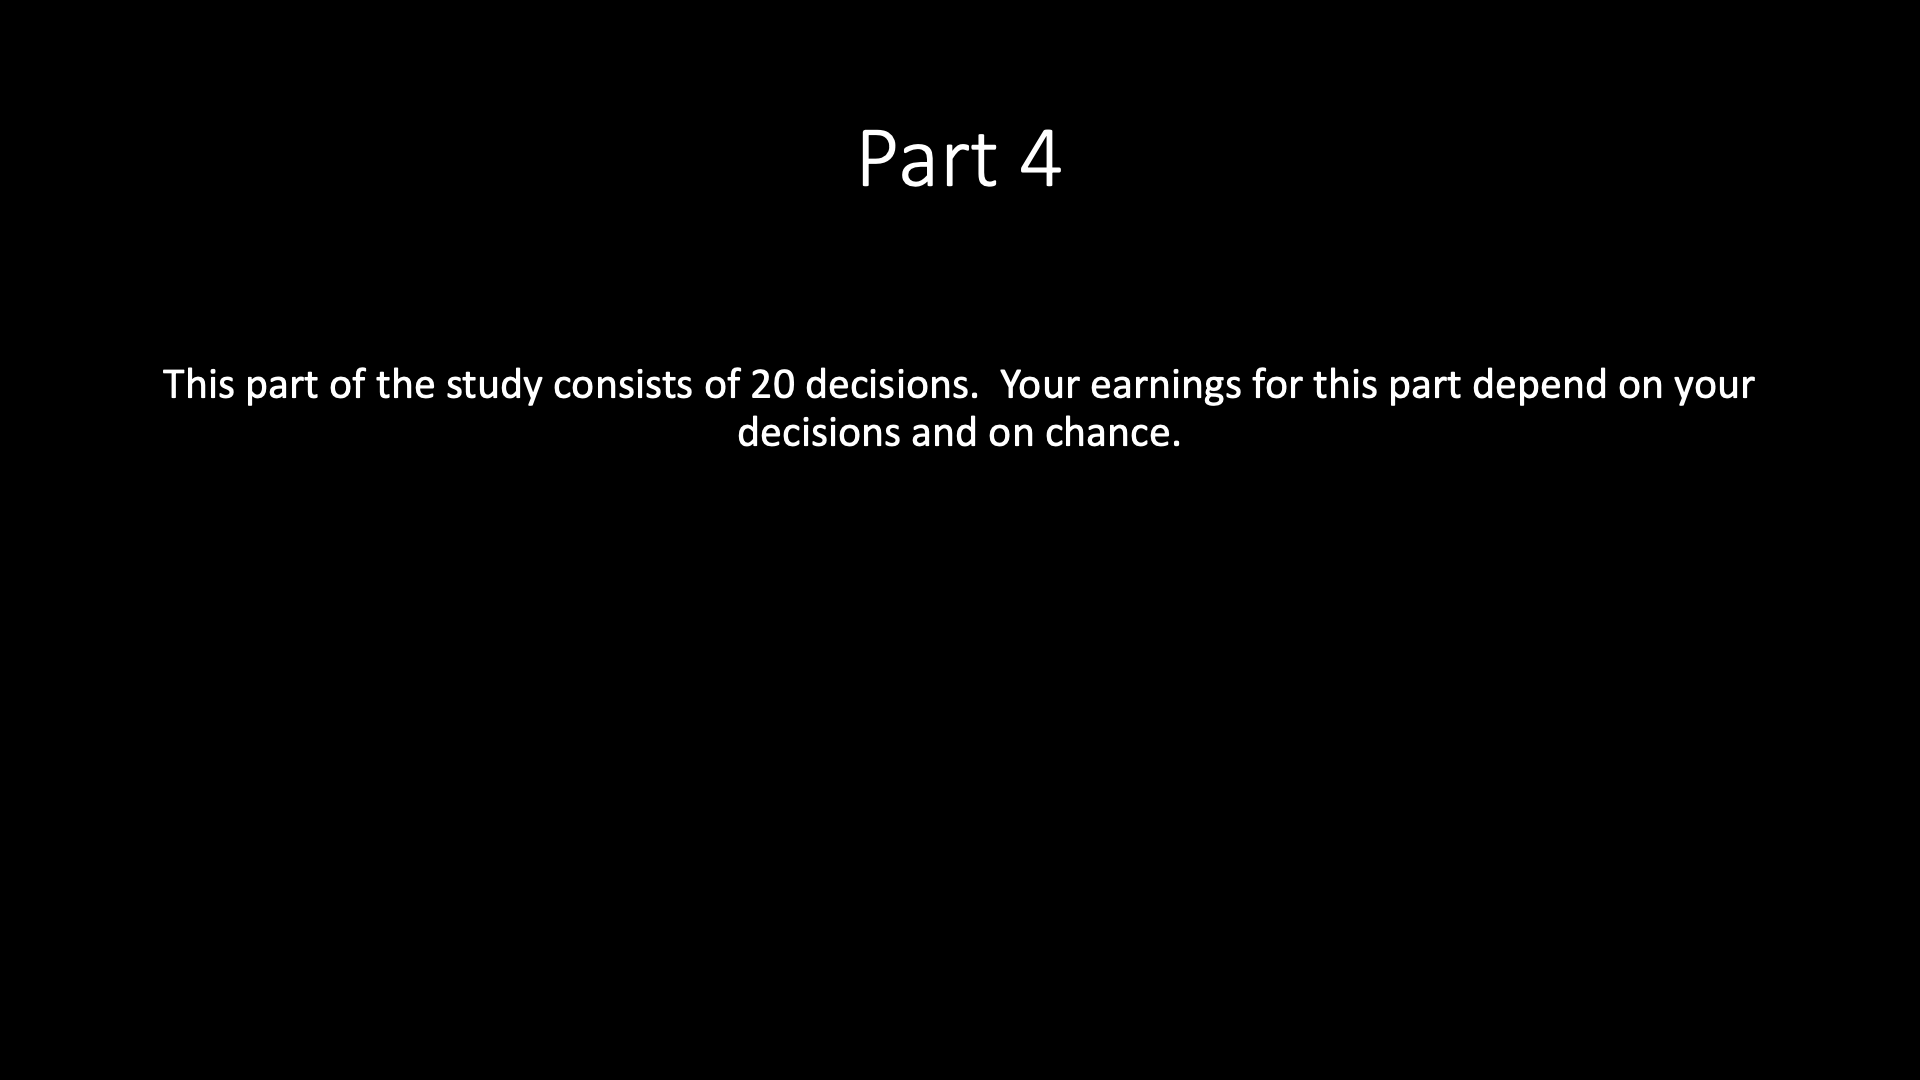 Part 4
This part of the study consists of 20 decisions.  Your earnings for this part depend on your
decisions and on chance.